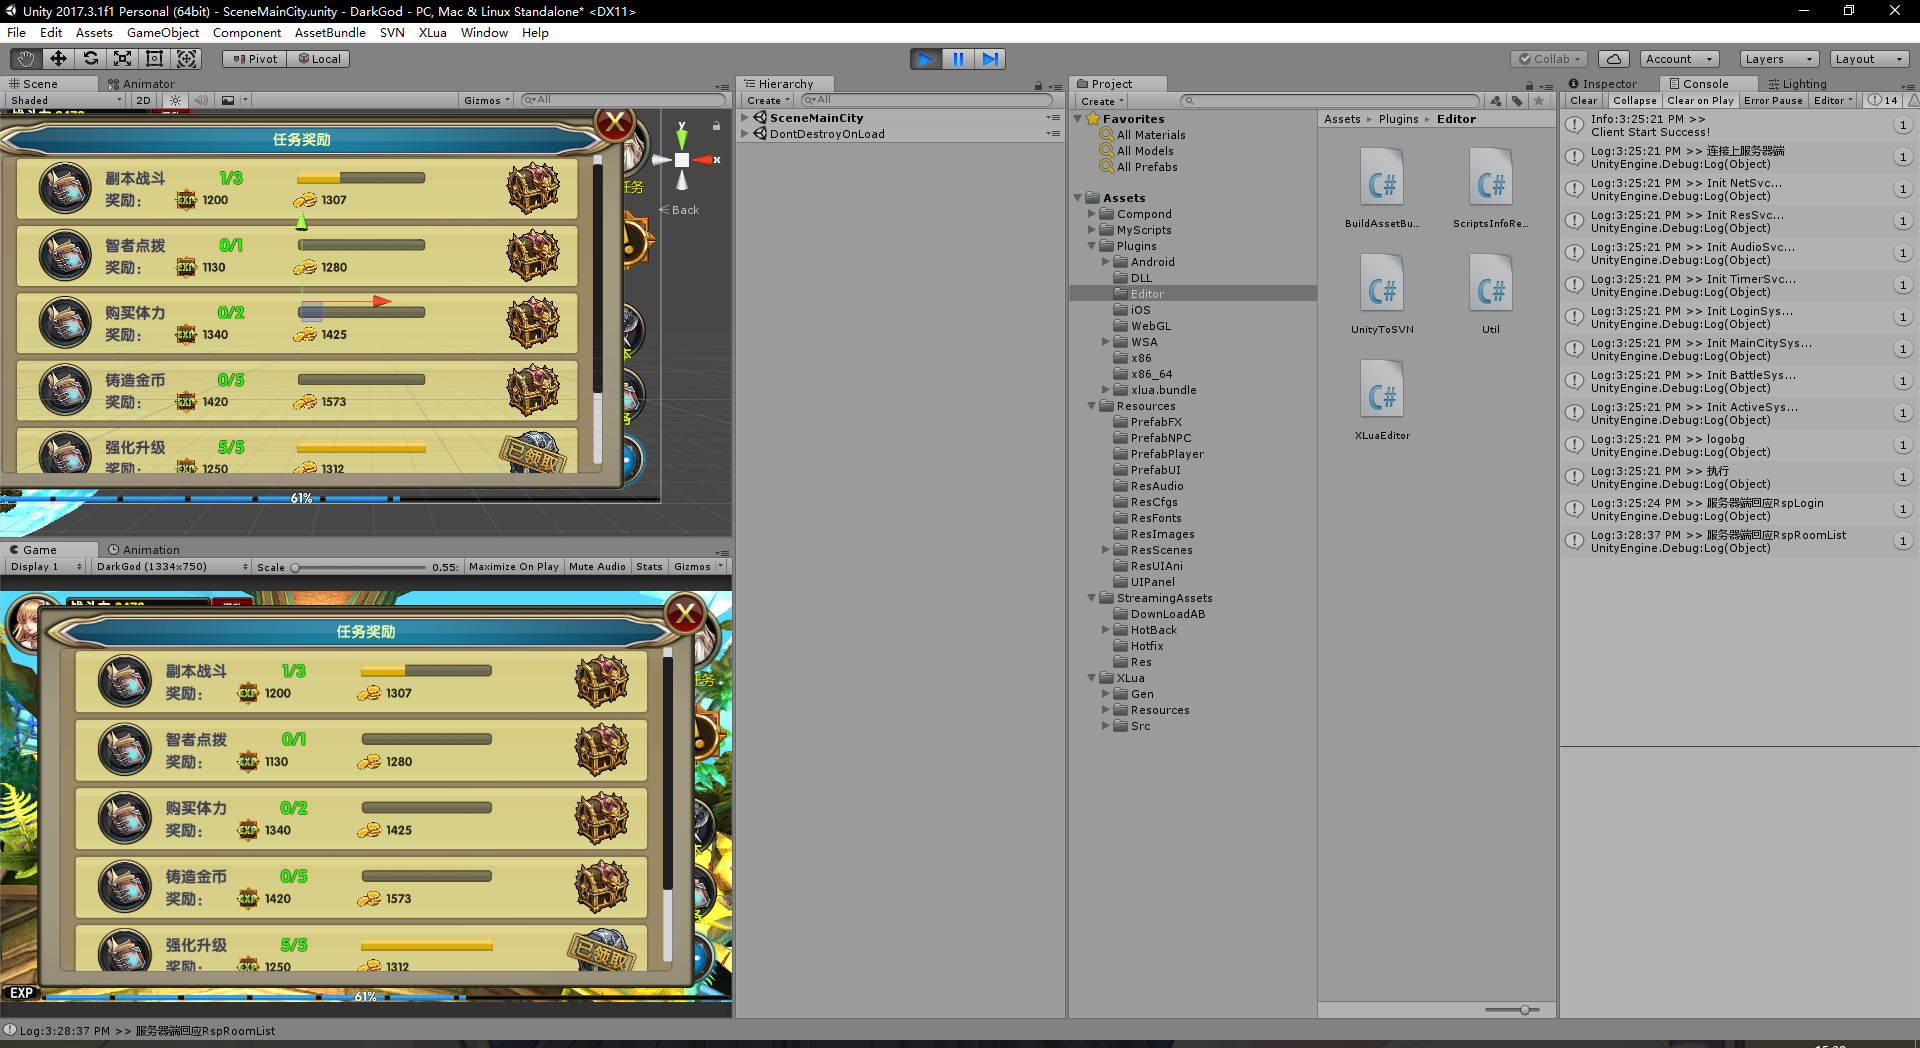 Unity 2017.3.1f1 Personal (64bit) - SceneMainCity.unity - DarkGod - PC, Mac & Linux Standalone* <DX11>
File Edit Assets GameObject Component AssetBundle SVN XLua Window Help
Pivot Local Collab Account Layers Layout
Scene Animator
Shaded 2D Gizmos All
任务奖励
副本战斗 1/3
奖励： EXP 1200 1307
智者点拨 0/1
奖励： EXP 1130 1280
购买体力 0/2
奖励： EXP 1340 1425
铸造金币 0/5
奖励： EXP 1420 1573
强化升级 5/5
奖励: EXP 1250 1312
已领取
任务
y
x
Back
61%
Game Animation
Display 1 DarkGod (1334x750) Scale 0.55: Maximize On Play Mute Audio Stats Gizmos
任务奖励
副本战斗 1/3
奖励： EXP 1200 1307
智者点拨 0/1
奖励： EXP 1130 1280
购买体力 0/2
奖励： EXP 1340 1425
铸造金币 0/5
奖励： EXP 1420 1573
强化升级 5/5
奖励: EXP 1250 1312
已领取
任务
EXP 61%
Hierarchy
Create All
SceneMainCity
DontDestroyOnLoad
Project
Create
Favorites
All Materials
All Models
All Prefabs
Assets
Compond
MyScripts
Plugins
Android
DLL
Editor
iOS
WebGL
WSA
x86
x86_64
xlua.bundle
Resources
PrefabFX
PrefabNPC
PrefabPlayer
PrefabUI
ResAudio
ResCfgs
ResFonts
ResImages
ResScenes
ResUIAni
UIPanel
StreamingAssets
DownLoadAB
HotBack
Hotfix
Res
XLua
Gen
Resources
Src
Assets Plugins Editor
C# C#
BuildAssetBu... ScriptsInfoRe...
C# C#
UnityToSVN Util
C#
XLuaEditor
Inspector Console Lighting
Clear Collapse Clear on Play Error Pause Editor 14
Info:3:25:21 PM >>
Client Start Success! 1
Log:3:25:21 PM >> 连接上服务器端
UnityEngine.Debug:Log(Object) 1
Log:3:25:21 PM >> Init NetSvc...
UnityEngine.Debug:Log(Object) 1
Log:3:25:21 PM >> Init ResSvc...
UnityEngine.Debug:Log(Object) 1
Log:3:25:21 PM >> Init AudioSvc...
UnityEngine.Debug:Log(Object) 1
Log:3:25:21 PM >> Init TimerSvc...
UnityEngine.Debug:Log(Object) 1
Log:3:25:21 PM >> Init LoginSys...
UnityEngine.Debug:Log(Object) 1
Log:3:25:21 PM >> Init MainCitySys...
UnityEngine.Debug:Log(Object) 1
Log:3:25:21 PM >> Init BattleSys...
UnityEngine.Debug:Log(Object) 1
Log:3:25:21 PM >> Init ActiveSys...
UnityEngine.Debug:Log(Object) 1
Log:3:25:21 PM >> logobg
UnityEngine.Debug:Log(Object) 1
Log:3:25:21 PM >> 执行
UnityEngine.Debug:Log(Object) 1
Log:3:25:24 PM >> 服务器端回应RspLogin
UnityEngine.Debug:Log(Object) 1
Log:3:28:37 PM >> 服务器端回应RspRoomList
UnityEngine.Debug:Log(Object) 1
Log:3:28:37 PM >> 服务器端回应RspRoomList